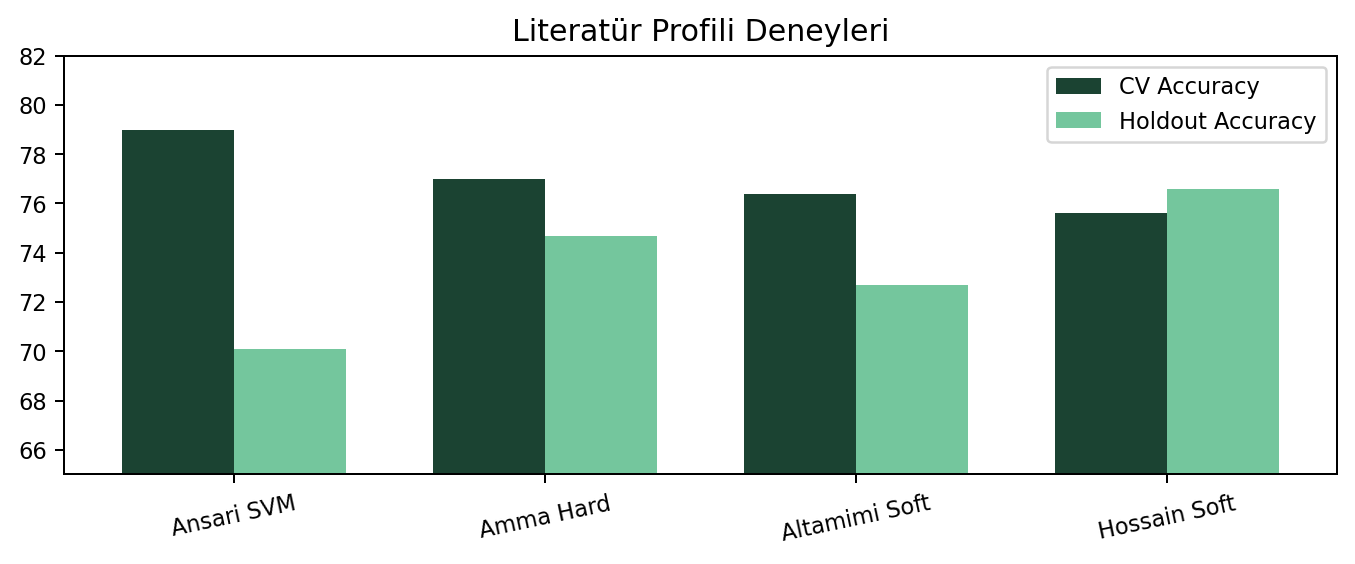 Literatür Profili Deneyleri
82
80
78
76
74
72
70
68
66
CV Accuracy
Holdout Accuracy
Ansari SVM
Amma Hard
Altamimi Soft
Hossain Soft